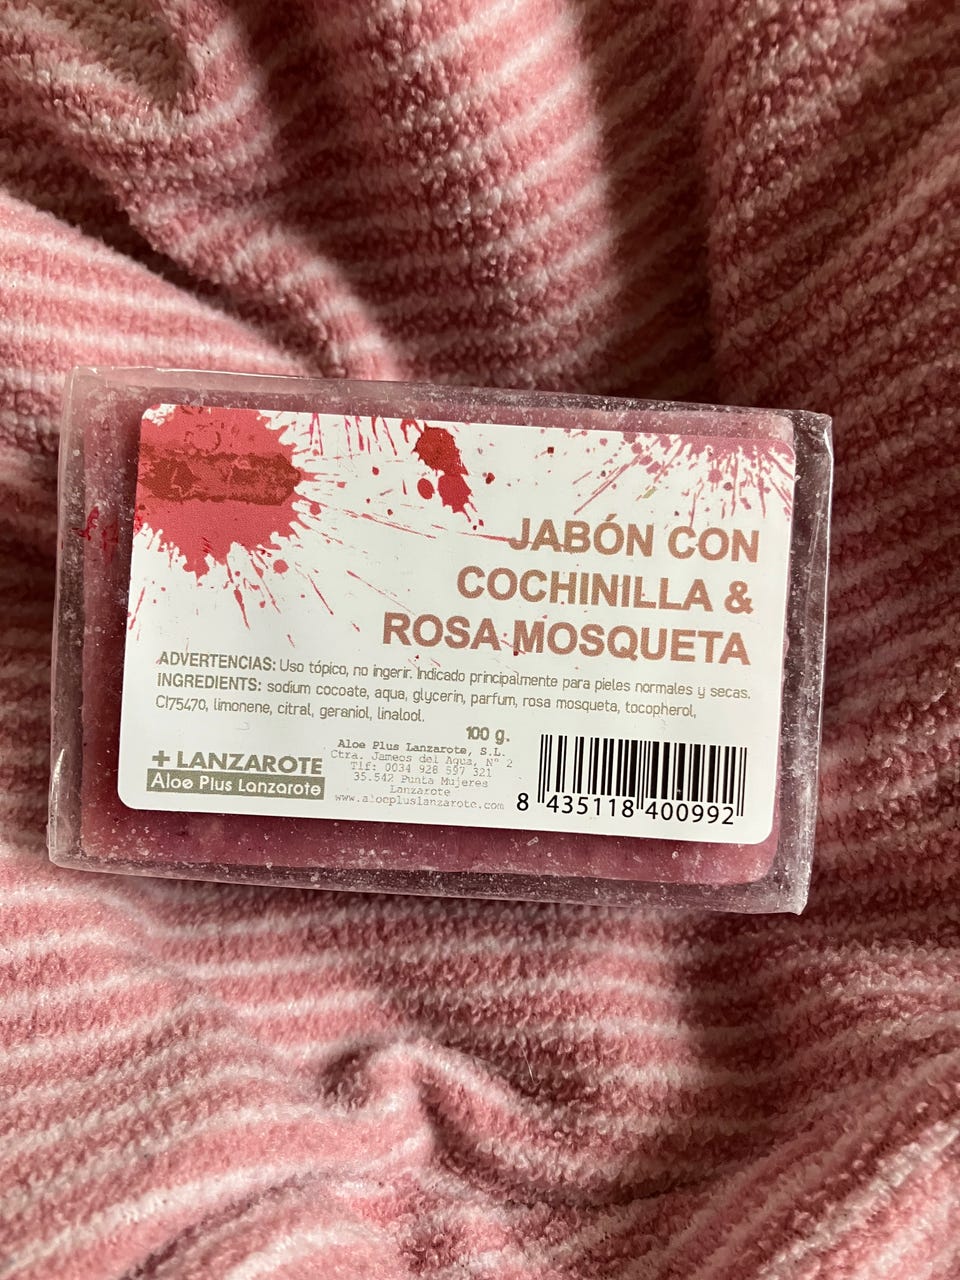 JABÓN CON
COCHINILLA &
ROSA MOSQUETA
ADVERTENCIAS: Uso tópico, no ingerir. Indicado principalmente para pieles normales y secas.
INGREDIENTS: sodium cocoate, aqua, glycerin, parfum, rosa mosqueta, tocopherol,
CI75470, limonene, citral, geraniol, linalool.
100 g.
+ LANZAROTE
Aloe Plus Lanzarote
Aloe Plus Lanzarote, S.L.
Ctra. Jameos del Agua, Nº 2
Tlf: 0034 928 597 321
35.542 Punta Mujeres
Lanzarote
www.aloepluslanzarote.com
8 435118 400992